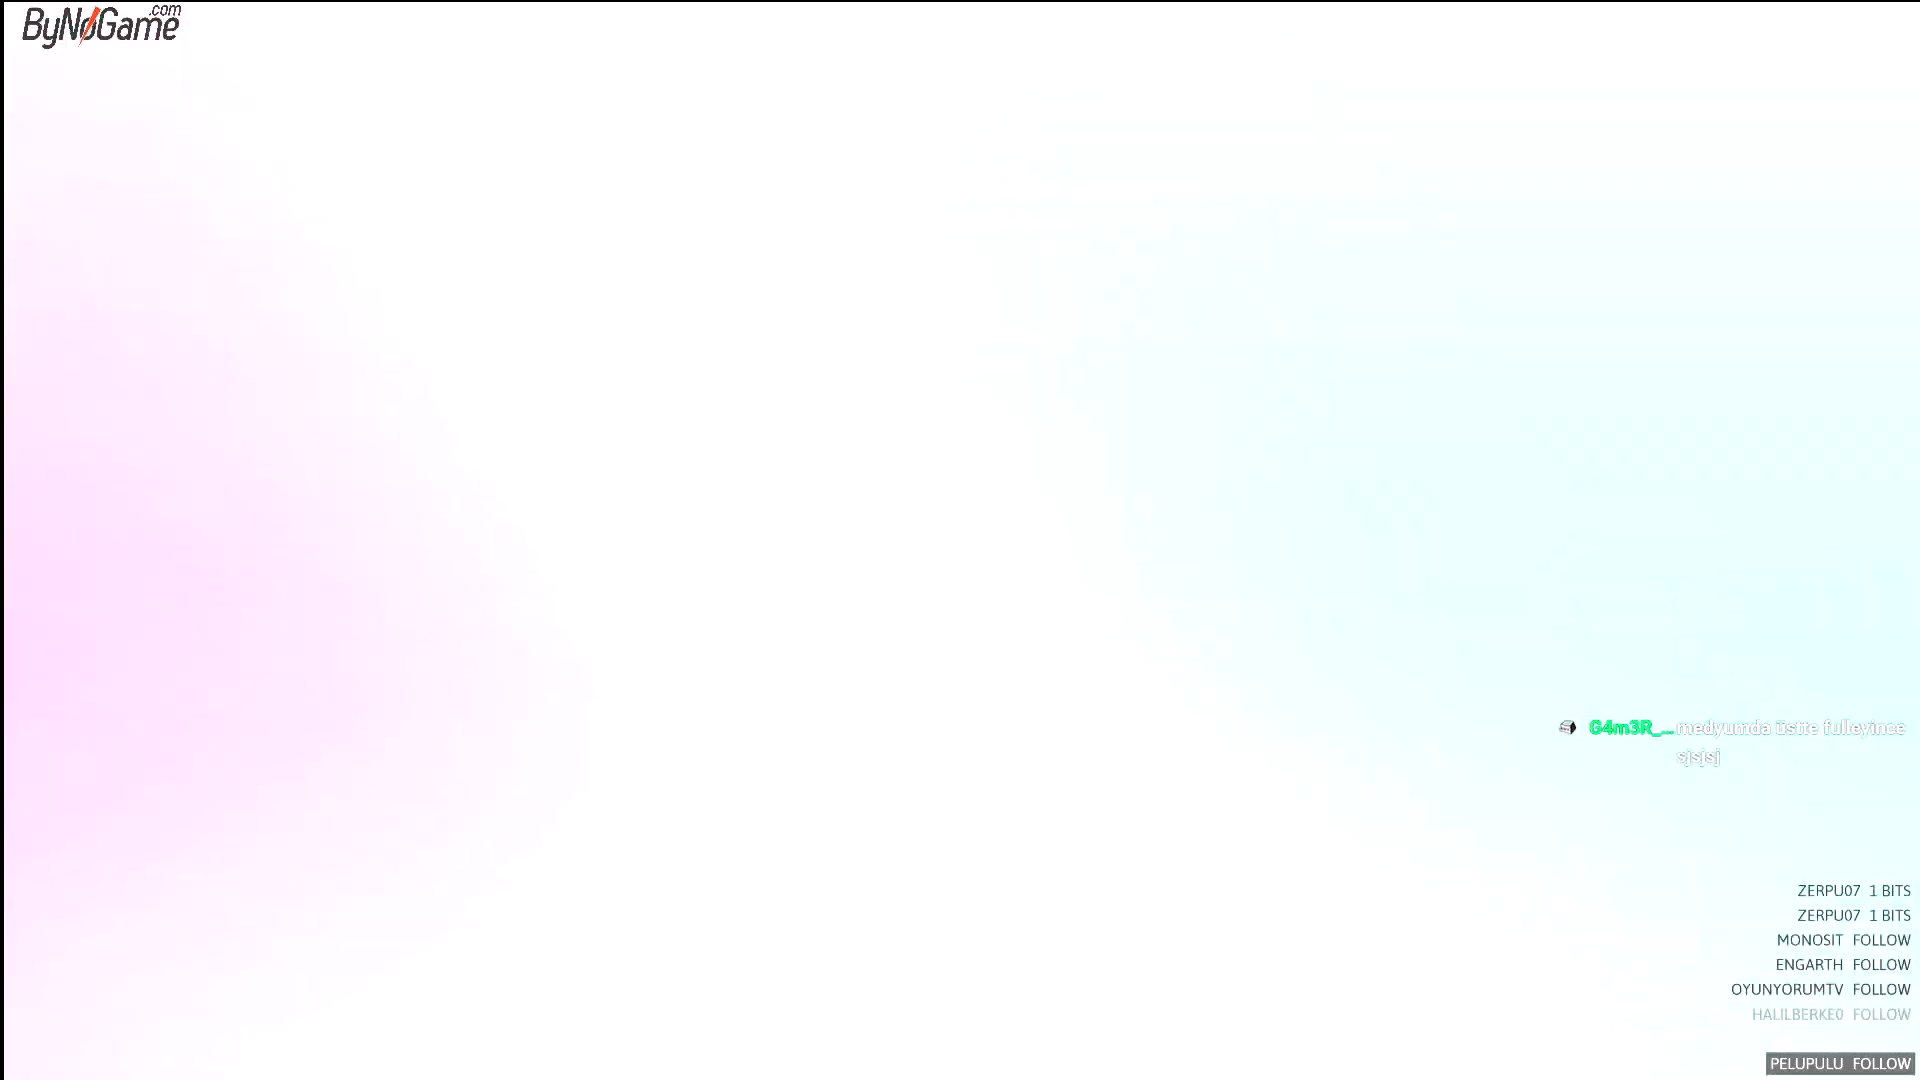 ByNoGame.com
G4m3R_... medyumda üstte fulleyince
sjsjsj
ZERPU07 1 BITS
ZERPU07 1 BITS
MONOSIT FOLLOW
ENGARTH FOLLOW
OYUNYORUMTV FOLLOW
HALILBERKE0 FOLLOW
PELUPULU FOLLOW